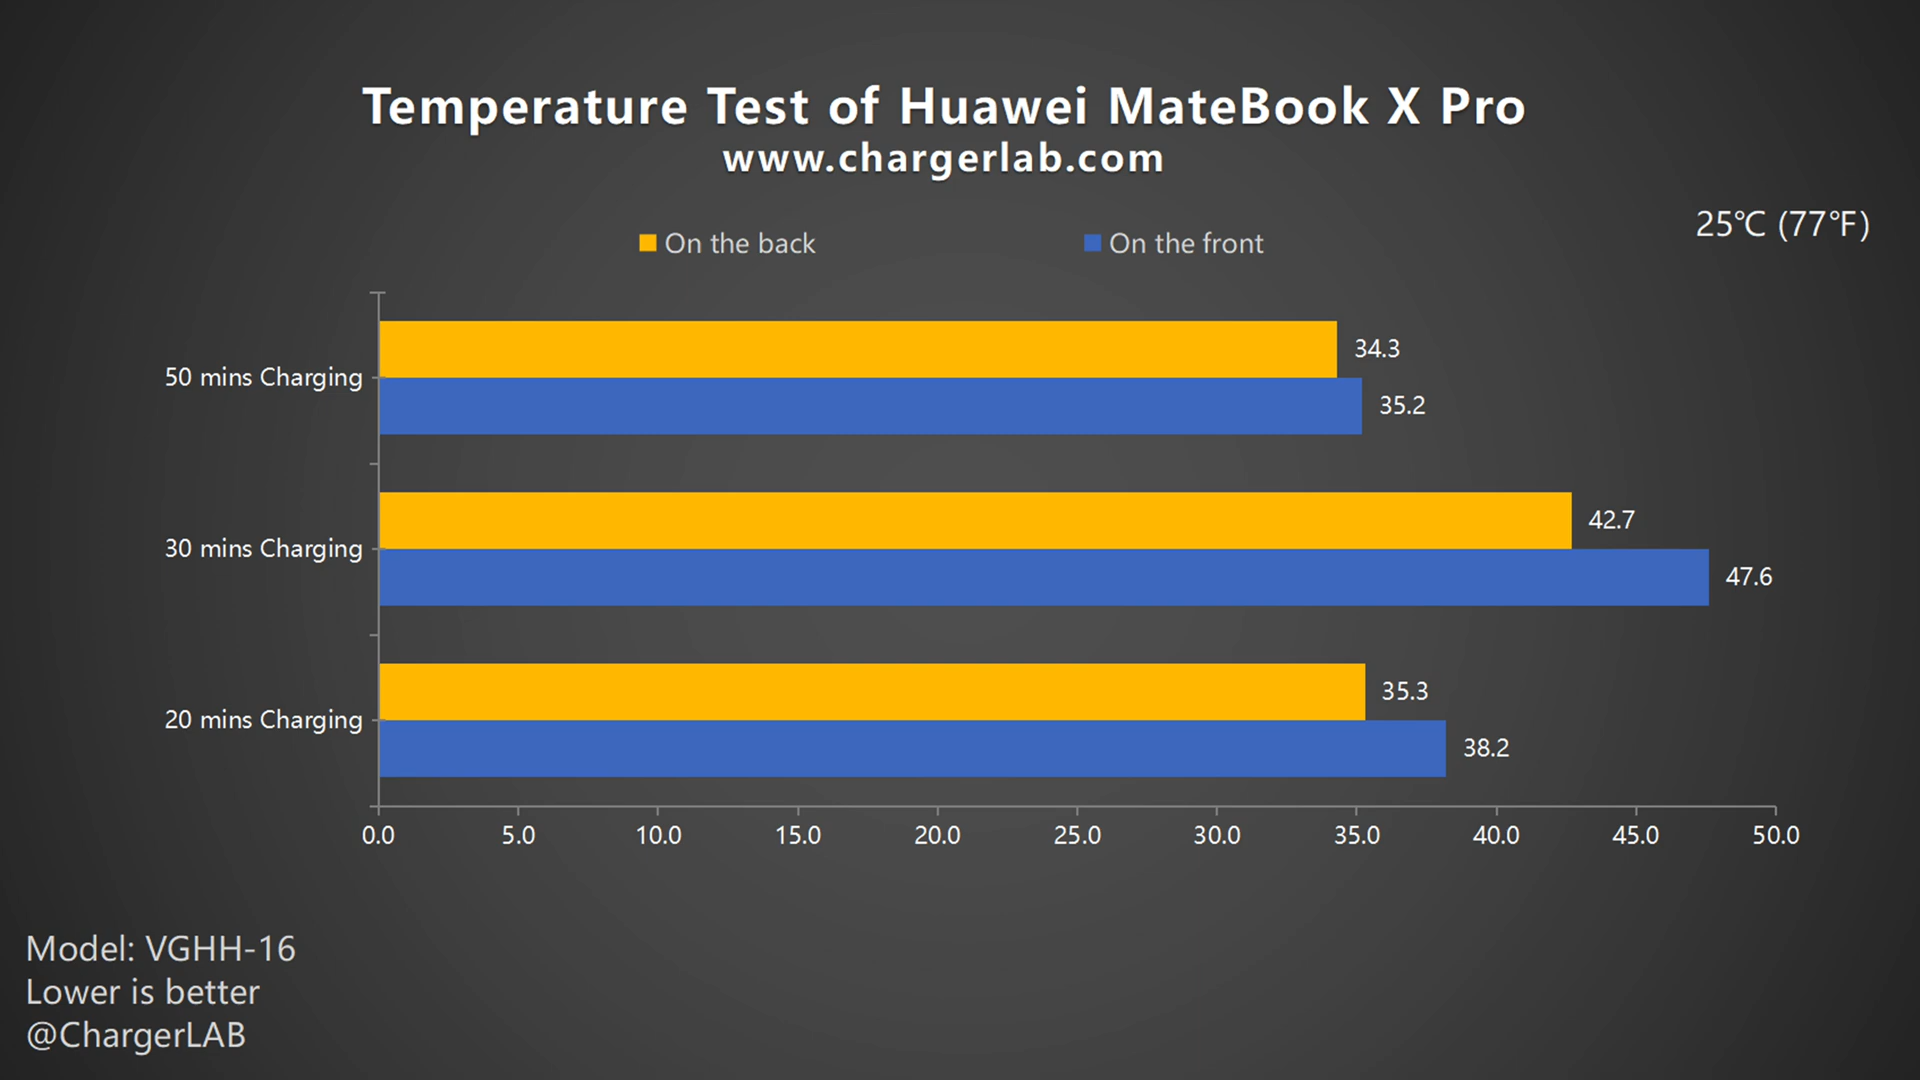 Temperature Test of Huawei MateBook X Pro
www.chargerlab.com
25℃ (77℉)
On the back On the front
50 mins Charging 34.3
35.2
30 mins Charging 42.7
47.6
20 mins Charging 35.3
38.2
0.0 5.0 10.0 15.0 20.0 25.0 30.0 35.0 40.0 45.0 50.0
Model: VGHH-16
Lower is better
@ChargerLAB